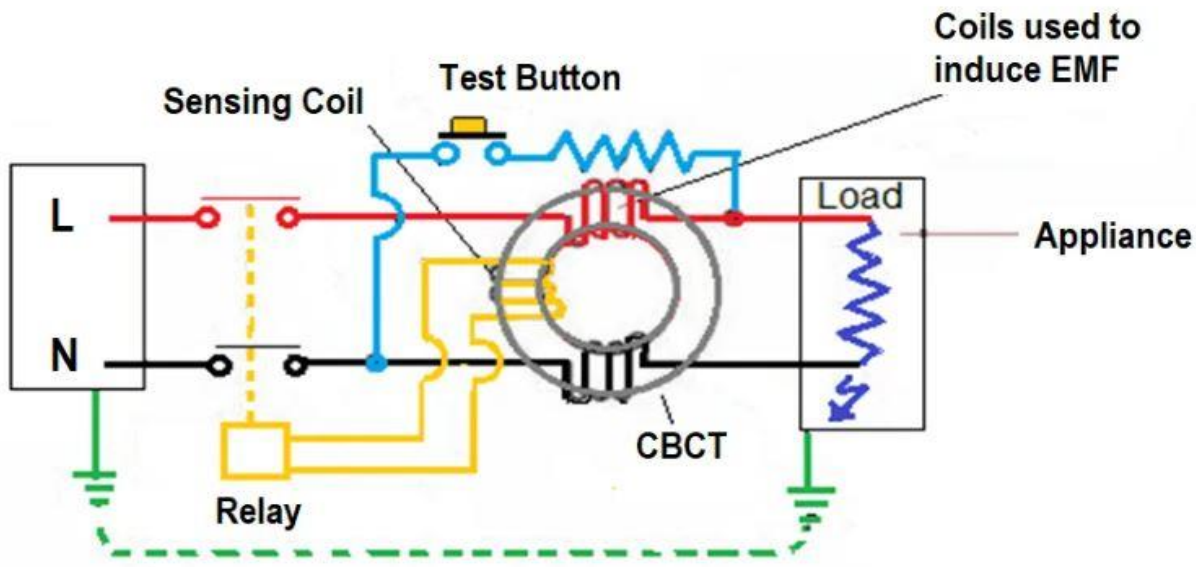 Coils used to
induce EMF
Test Button
Sensing Coil
L
Load
Appliance
N
CBCT
Relay